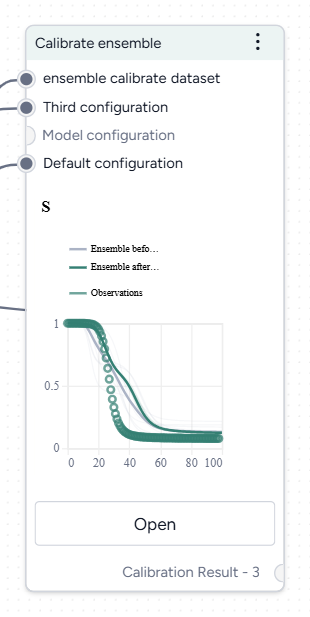 Calibrate ensemble
ensemble calibrate dataset
Third configuration
Model configuration
Default configuration
S
Ensemble befo...
Ensemble after...
Observations
1
0.5
0
0 20 40 60 80 100
Open
Calibration Result - 3